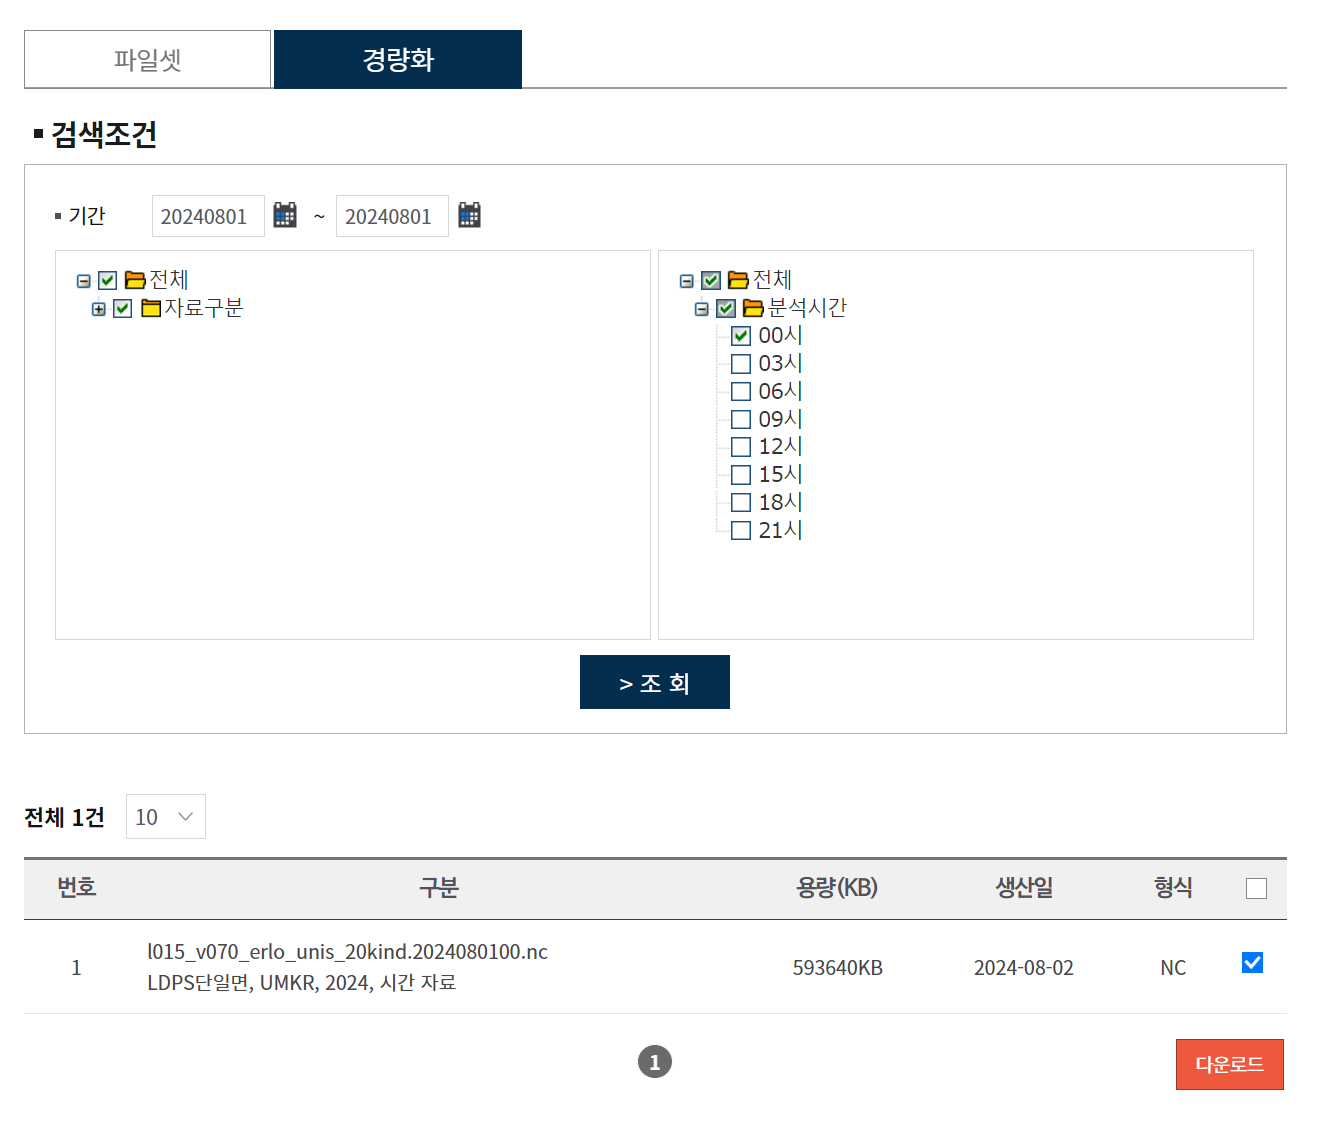 파일셋
경량화
검색조건
기간 20240801 ~ 20240801
전체
자료구분
전체
분석시간
00시
03시
06시
09시
12시
15시
18시
21시
> 조 회
전체 1건 10
번호 구분 용량(KB) 생산일 형식
1 l015_v070_erlo_unis_20kind.2024080100.nc 593640KB 2024-08-02 NC
LDPS단일면, UMKR, 2024, 시간 자료
1
다운로드